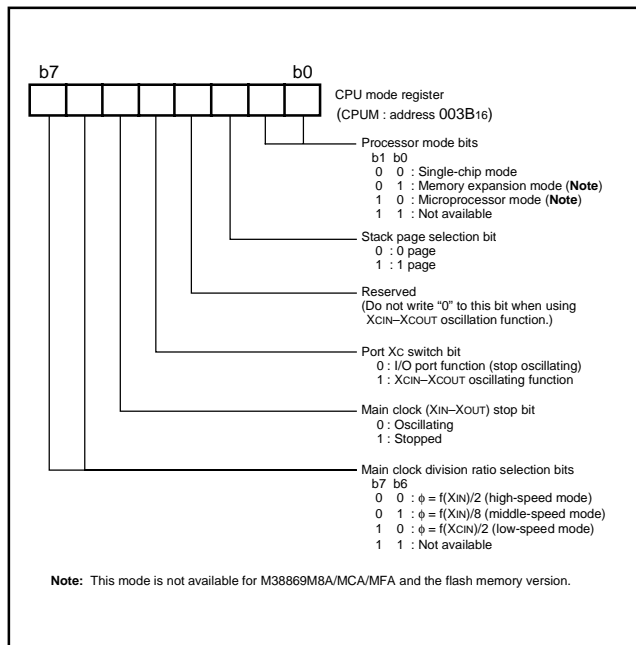 b7 b0
CPU mode register
(CPUM : address 003B16)
Processor mode bits
b1 b0
0 0 : Single-chip mode
0 1 : Memory expansion mode (Note)
1 0 : Microprocessor mode (Note)
1 1 : Not available
Stack page selection bit
0 : 0 page
1 : 1 page
Reserved
(Do not write “0” to this bit when using
XCIN–XCOUT oscillation function.)
Port XC switch bit
0 : I/O port function (stop oscillating)
1 : XCIN–XCOUT oscillating function
Main clock (XIN–XOUT) stop bit
0 : Oscillating
1 : Stopped
Main clock division ratio selection bits
b7 b6
0 0 : φ = f(XIN)/2 (high-speed mode)
0 1 : φ = f(XIN)/8 (middle-speed mode)
1 0 : φ = f(XCIN)/2 (low-speed mode)
1 1 : Not available
Note: This mode is not available for M38869M8A/MCA/MFA and the flash memory version.